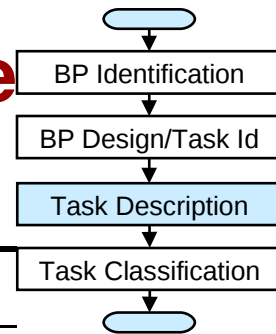 e
BP Identification
BP Design/Task Id
Task Description
Task Classification